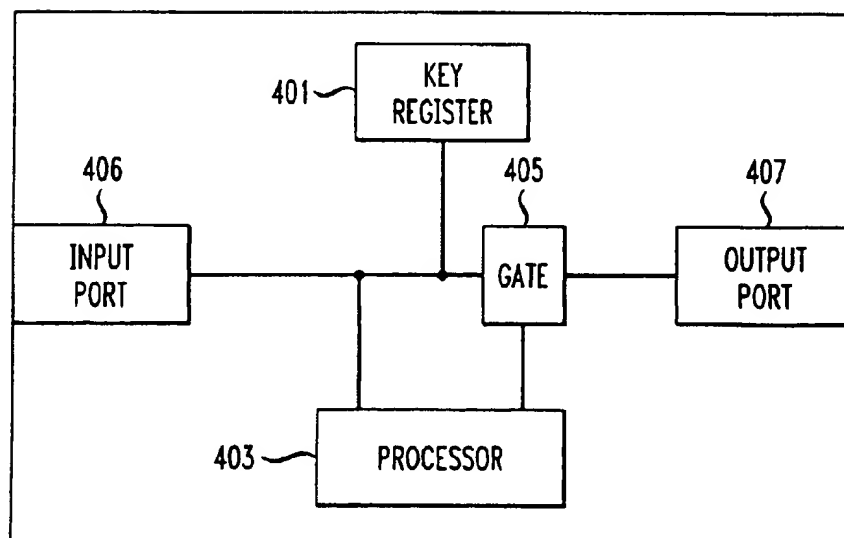 401
KEY
REGISTER
406
INPUT
PORT
405
GATE
407
OUTPUT
PORT
403
PROCESSOR